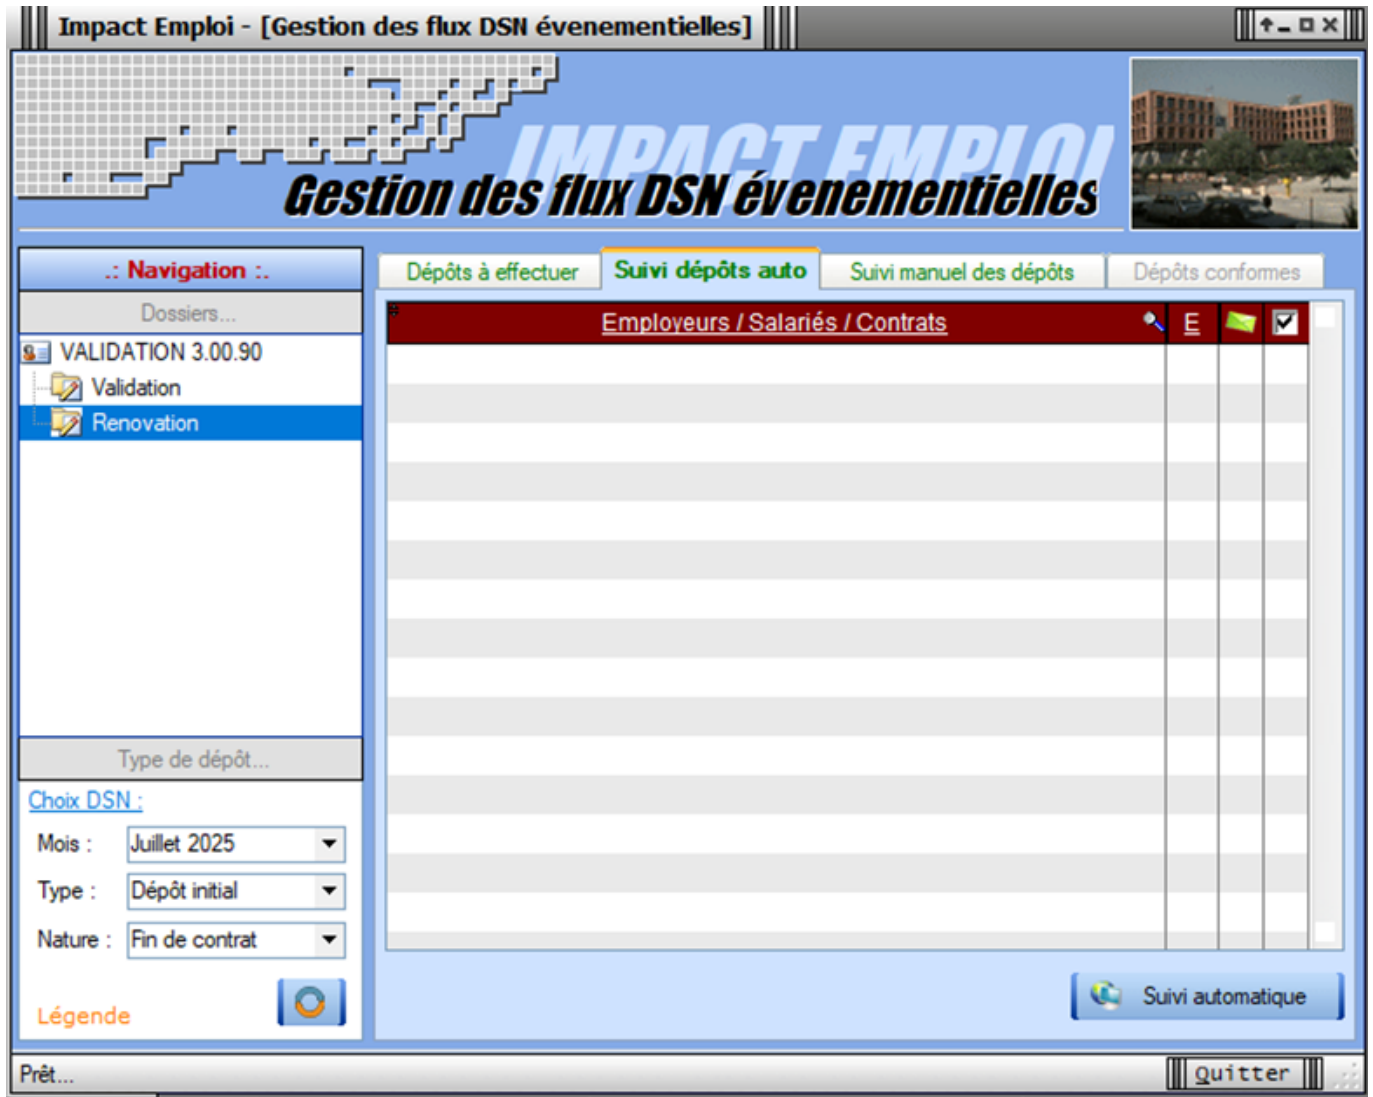 Impact Emploi - [Gestion des flux DSN évenementielles]
IMPACT EMPLOI
Gestion des flux DSN évenementielles
.: Navigation :.
Dossiers...
VALIDATION 3.00.90
Validation
Renovation
Type de dépôt...
Choix DSN :
Mois : Juillet 2025
Type : Dépôt initial
Nature : Fin de contrat
Légende
Dépôts à effectuer Suivi dépôts auto Suivi manuel des dépôts Dépôts conformes
Employeurs / Salariés / Contrats E
Suivi automatique
Prêt... Quitter